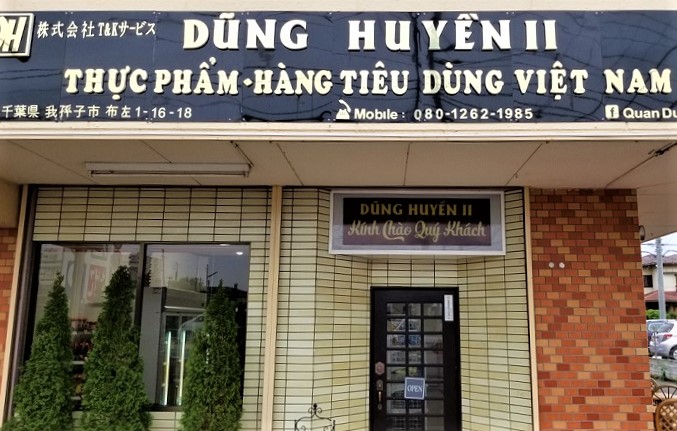 株式会社 T&Kサービス
DŨNG HUYỀN II
THỰC PHẨM·HÀNG TIÊU DÙNG VIỆT NAM
千葉県 我孫子市 布左1-16-18
Mobile: 080-1262-1985
Quan
DŨNG HUYỀN II
Kính Chào Quý Khách
OPEN